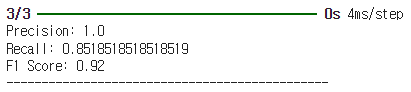 3/3 ━━━━━━━━━━━━━━━━━━━━ 0s 4ms/step
Precision: 1.0
Recall: 0.8518518518518519
F1 Score: 0.92
----------------------------------------------